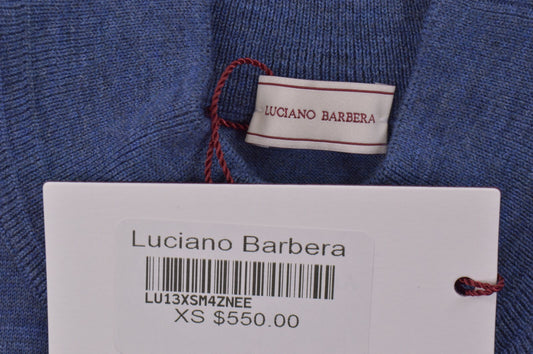 LUCIANO BARBERA
Luciano Barbera
LU13XSM4ZNEE
XS $550.00